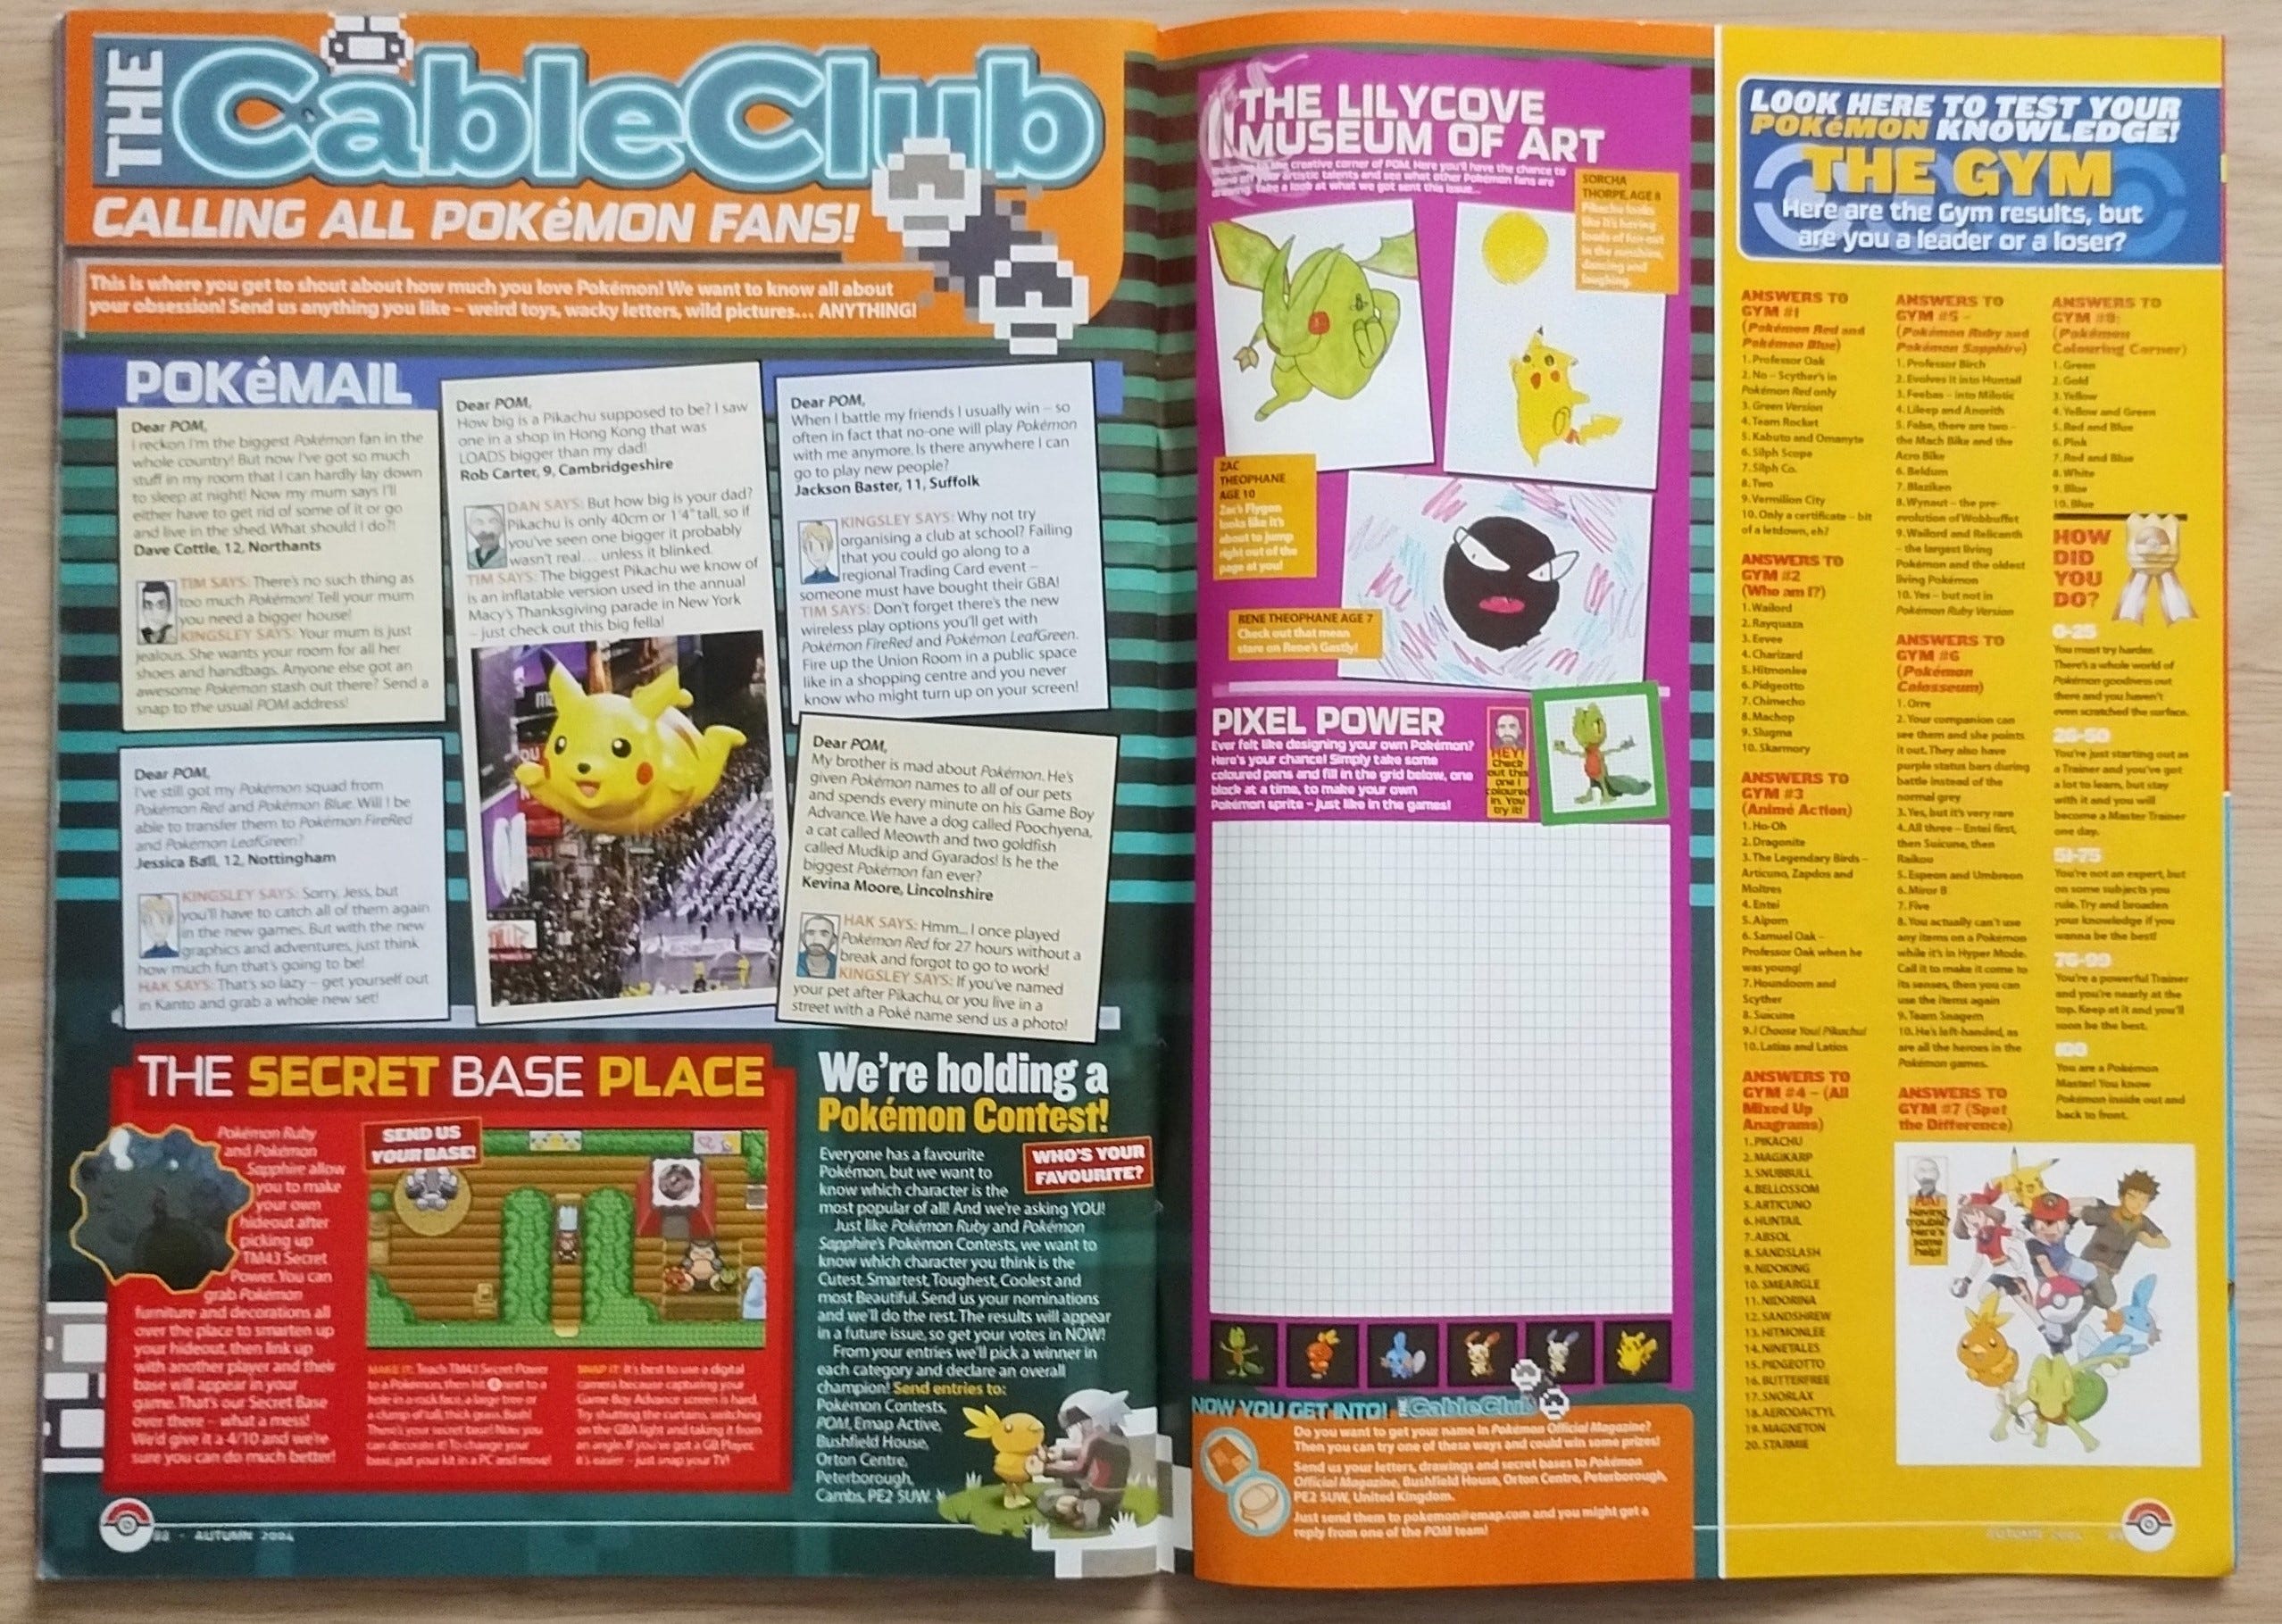 THE CableClub
CALLING ALL POKéMON FANS!
This is where you get to shout about how much you love Pokémon! We want to know all about
your obsession! Send us anything you like – weird toys, wacky letters, wild pictures... ANYTHING!
POKéMAIL
Dear POM,
I reckon I'm the biggest Pokémon fan in the
whole country! But now I've got so much
stuff in my room that I can hardly lay down
to sleep at night! Now my mum says I'll
either have to get rid of some of it or go
and live in the shed. What should I do?!
Dave Cottle, 12, Northants
TIM SAYS: There's no such thing as
too much Pokémon! Tell your mum
you need a bigger house!
KINGSLEY SAYS: Your mum is just
jealous. She wants your room for all her
shoes and handbags. Anyone else got an
awesome Pokémon stash out there? Send a
snap to the usual POM address!
Dear POM,
I've still got my Pokémon squad from
Pokémon Red and Pokémon Blue. Will I be
able to transfer them to Pokémon FireRed
and Pokémon LeafGreen?
Jessica Ball, 12, Nottingham
KINGSLEY SAYS: Sorry, Jess, but
you'll have to catch all of them again
in the new games. But with the new
graphics and adventures, just think
how much fun that's going to be!
HAK SAYS: That's so lazy – get yourself out
in Kanto and grab a whole new set!
Dear POM,
How big is a Pikachu supposed to be? I saw
one in a shop in Hong Kong that was
LOADS bigger than my dad!
Rob Carter, 9, Cambridgeshire
DAN SAYS: But how big is your dad?
Pikachu is only 40cm or 1'4" tall, so if
you've seen one bigger it probably
wasn't real... unless it blinked.
TIM SAYS: The biggest Pikachu we know of
is an inflatable version used in the annual
Macy's Thanksgiving parade in New York
– just check out this big fella!
Dear POM,
When I battle my friends I usually win – so
often in fact that no-one will play Pokémon
with me anymore. Is there anywhere I can
go to play new people?
Jackson Baster, 11, Suffolk
KINGSLEY SAYS: Why not try
organising a club at school? Failing
that you could go along to a
regional Trading Card event –
someone must have bought their GBA!
TIM SAYS: Don't forget there's the new
wireless play options you'll get with
Pokémon FireRed and Pokémon LeafGreen.
Fire up the Union Room in a public space
like in a shopping centre and you never
know who might turn up on your screen!
Dear POM,
My brother is mad about Pokémon. He's
given Pokémon names to all of our pets
and spends every minute on his Game Boy
Advance. We have a dog called Poochyena,
a cat called Meowth and two goldfish
called Mudkip and Gyarados! Is he the
biggest Pokémon fan ever?
Kevina Moore, Lincolnshire
HAK SAYS: Hmm... I once played
Pokémon Red for 27 hours without a
break and forgot to go to work!
KINGSLEY SAYS: If you've named
your pet after Pikachu, or you live in a
street with a Poké name send us a photo!
THE SECRET BASE PLACE
Pokémon Ruby
and Pokémon
Sapphire allow
you to make
your own
hideout after
picking up
TM43 Secret
Power. You can
grab Pokémon
furniture and decorations all
over the place to smarten up
your hideout, then link up
with another player and their
base will appear in your
game. That's our Secret Base
over there – what a mess!
We'd give it a 4/10 and we're
sure you can do much better!
SEND US
YOUR BASE!
MAKE IT: Teach TM43 Secret Power
to a Pokémon, then hit A next to a
hole in a rock face, a large tree or
a clump of tall, thick grass. Bash!
There's your secret base! Now you
can decorate it! To change your
base, put your kit in a PC and move!
SNAP IT: It's best to use a digital
camera because capturing your
Game Boy Advance screen is hard.
Try shutting the curtains, switching
on the GBA light and taking it from
an angle. If you've got a GB Player,
it's easier – just snap your TV!
We're holding a
Pokémon Contest!
WHO'S YOUR
FAVOURITE?
Everyone has a favourite
Pokémon, but we want to
know which character is the
most popular of all! And we're asking YOU!
Just like Pokémon Ruby and Pokémon
Sapphire's Pokémon Contests, we want to
know which character you think is the
Cutest, Smartest, Toughest, Coolest and
most Beautiful. Send us your nominations
and we'll do the rest. The results will appear
in a future issue, so get your votes in NOW!
From your entries we'll pick a winner in
each category and declare an overall
champion! Send entries to:
Pokémon Contests,
POM, Emap Active,
Bushfield House,
Orton Centre,
Peterborough,
Cambs, PE2 5UW.
88 - AUTUMN 2004
THE LILYCOVE
MUSEUM OF ART
Welcome to the creative corner of POM. Here you'll have the chance to
show off your artistic talents and see what other Pokémon fans are
drawing. Take a look at what we got sent this issue...
SORCHA
THORPE, AGE 8
Pikachu looks
like it's having
loads of fun out
in the sunshine,
dancing and
laughing.
ZAC
THEOPHANE
AGE 10
Zac's Flygon
looks like it's
about to jump
right out of the
page at you!
RENE THEOPHANE AGE 7
Check out that mean
stare on Rene's Gastly!
PIXEL POWER
Ever felt like designing your own Pokémon?
Here's your chance! Simply take some
coloured pens and fill in the grid below, one
block at a time, to make your own
Pokémon sprite – just like in the games!
HEY!
Check
out this
one I
coloured
in. You
try it!
NOW YOU GET INTO! THE CableClub
Do you want to get your name in Pokémon Official Magazine?
Then you can try one of these ways and could win some prizes!
Send us your letters, drawings and secret bases to Pokémon
Official Magazine, Bushfield House, Orton Centre, Peterborough,
PE2 5UW, United Kingdom.
Just send them to pokemon@emap.com and you might get a
reply from one of the POM team!
LOOK HERE TO TEST YOUR
POKéMON KNOWLEDGE!
THE GYM
Here are the Gym results, but
are you a leader or a loser?
ANSWERS TO
GYM #1
(Pokémon Red and
Pokémon Blue)
1. Professor Oak
2. No – Scyther's in
Pokémon Red only
3. Green Version
4. Team Rocket
5. Kabuto and Omanyte
6. Silph Scope
7. Silph Co.
8. Two
9. Vermilion City
10. Only a certificate – bit
of a letdown, eh?
ANSWERS TO
GYM #2
(Who am I?)
1. Wailord
2. Rayquaza
3. Eevee
4. Charizard
5. Hitmonlee
6. Pidgeotto
7. Chimecho
8. Machop
9. Slugma
10. Skarmory
ANSWERS TO
GYM #3
(Animé Action)
1. Ho-Oh
2. Dragonite
3. The Legendary Birds –
Articuno, Zapdos and
Moltres
4. Entei
5. Aipom
6. Samuel Oak –
Professor Oak when he
was young!
7. Houndoom and
Scyther
8. Suicune
9. I Choose You! Pikachu!
10. Latias and Latios
ANSWERS TO
GYM #4 – (All
Mixed Up
Anagrams)
1. PIKACHU
2. MAGIKARP
3. SNUBBULL
4. BELLOSSOM
5. ARTICUNO
6. HUNTAIL
7. ABSOL
8. SANDSLASH
9. NIDOKING
10. SMEARGLE
11. NIDORINA
12. SANDSHREW
13. HITMONLEE
14. NINETALES
15. PIDGEOTTO
16. BUTTERFREE
17. SNORLAX
18. AERODACTYL
19. MAGNETON
20. STARMIE
ANSWERS TO
GYM #5 –
(Pokémon Ruby and
Pokémon Sapphire)
1. Professor Birch
2. Evolves it into Huntail
3. Feebas – into Milotic
4. Lileep and Anorith
5. False, there are two –
the Mach Bike and the
Acro Bike
6. Beldum
7. Blaziken
8. Wynaut – the pre-
evolution of Wobbuffet
9. Wailord and Relicanth
– the largest living
Pokémon and the oldest
living Pokémon
10. Yes – but not in
Pokémon Ruby Version
ANSWERS TO
GYM #6
(Pokémon
Colosseum)
1. Orre
2. Your companion can
see them and she points
it out. They also have
purple status bars during
battle instead of the
normal grey
3. Yes, but it's very rare
4. All three – Entei first,
then Suicune, then
Raikou
5. Espeon and Umbreon
6. Miror B
7. Five
8. You actually can't use
any items on a Pokémon
while it's in Hyper Mode.
Call it to make it come to
its senses, then you can
use the items again
9. Team Snagem
10. He's left-handed, as
are all the heroes in the
Pokémon games.
ANSWERS TO
GYM #7 (Spot
the Difference)
HAK!
Having
trouble?
Here's
some
help!
ANSWERS TO
GYM #8:
(Pokémon
Colouring Corner)
1. Green
2. Gold
3. Yellow
4. Yellow and Green
5. Red and Blue
6. Pink
7. Red and Blue
8. White
9. Blue
10. Blue
HOW
DID
YOU
DO?
0-25
You must try harder.
There's a whole world of
Pokémon goodness out
there and you haven't
even scratched the surface.
26-50
You're just starting out as
a Trainer and you've got
a lot to learn, but stay
with it and you will
become a Master Trainer
one day.
51-75
You're not an expert, but
on some subjects you
rule. Try and broaden
your knowledge if you
wanna be the best!
76-99
You're a powerful Trainer
and you're nearly at the
top. Keep at it and you'll
soon be the best.
100
You are a Pokémon
Master! You know
Pokémon inside out and
back to front.
AUTUMN 2004